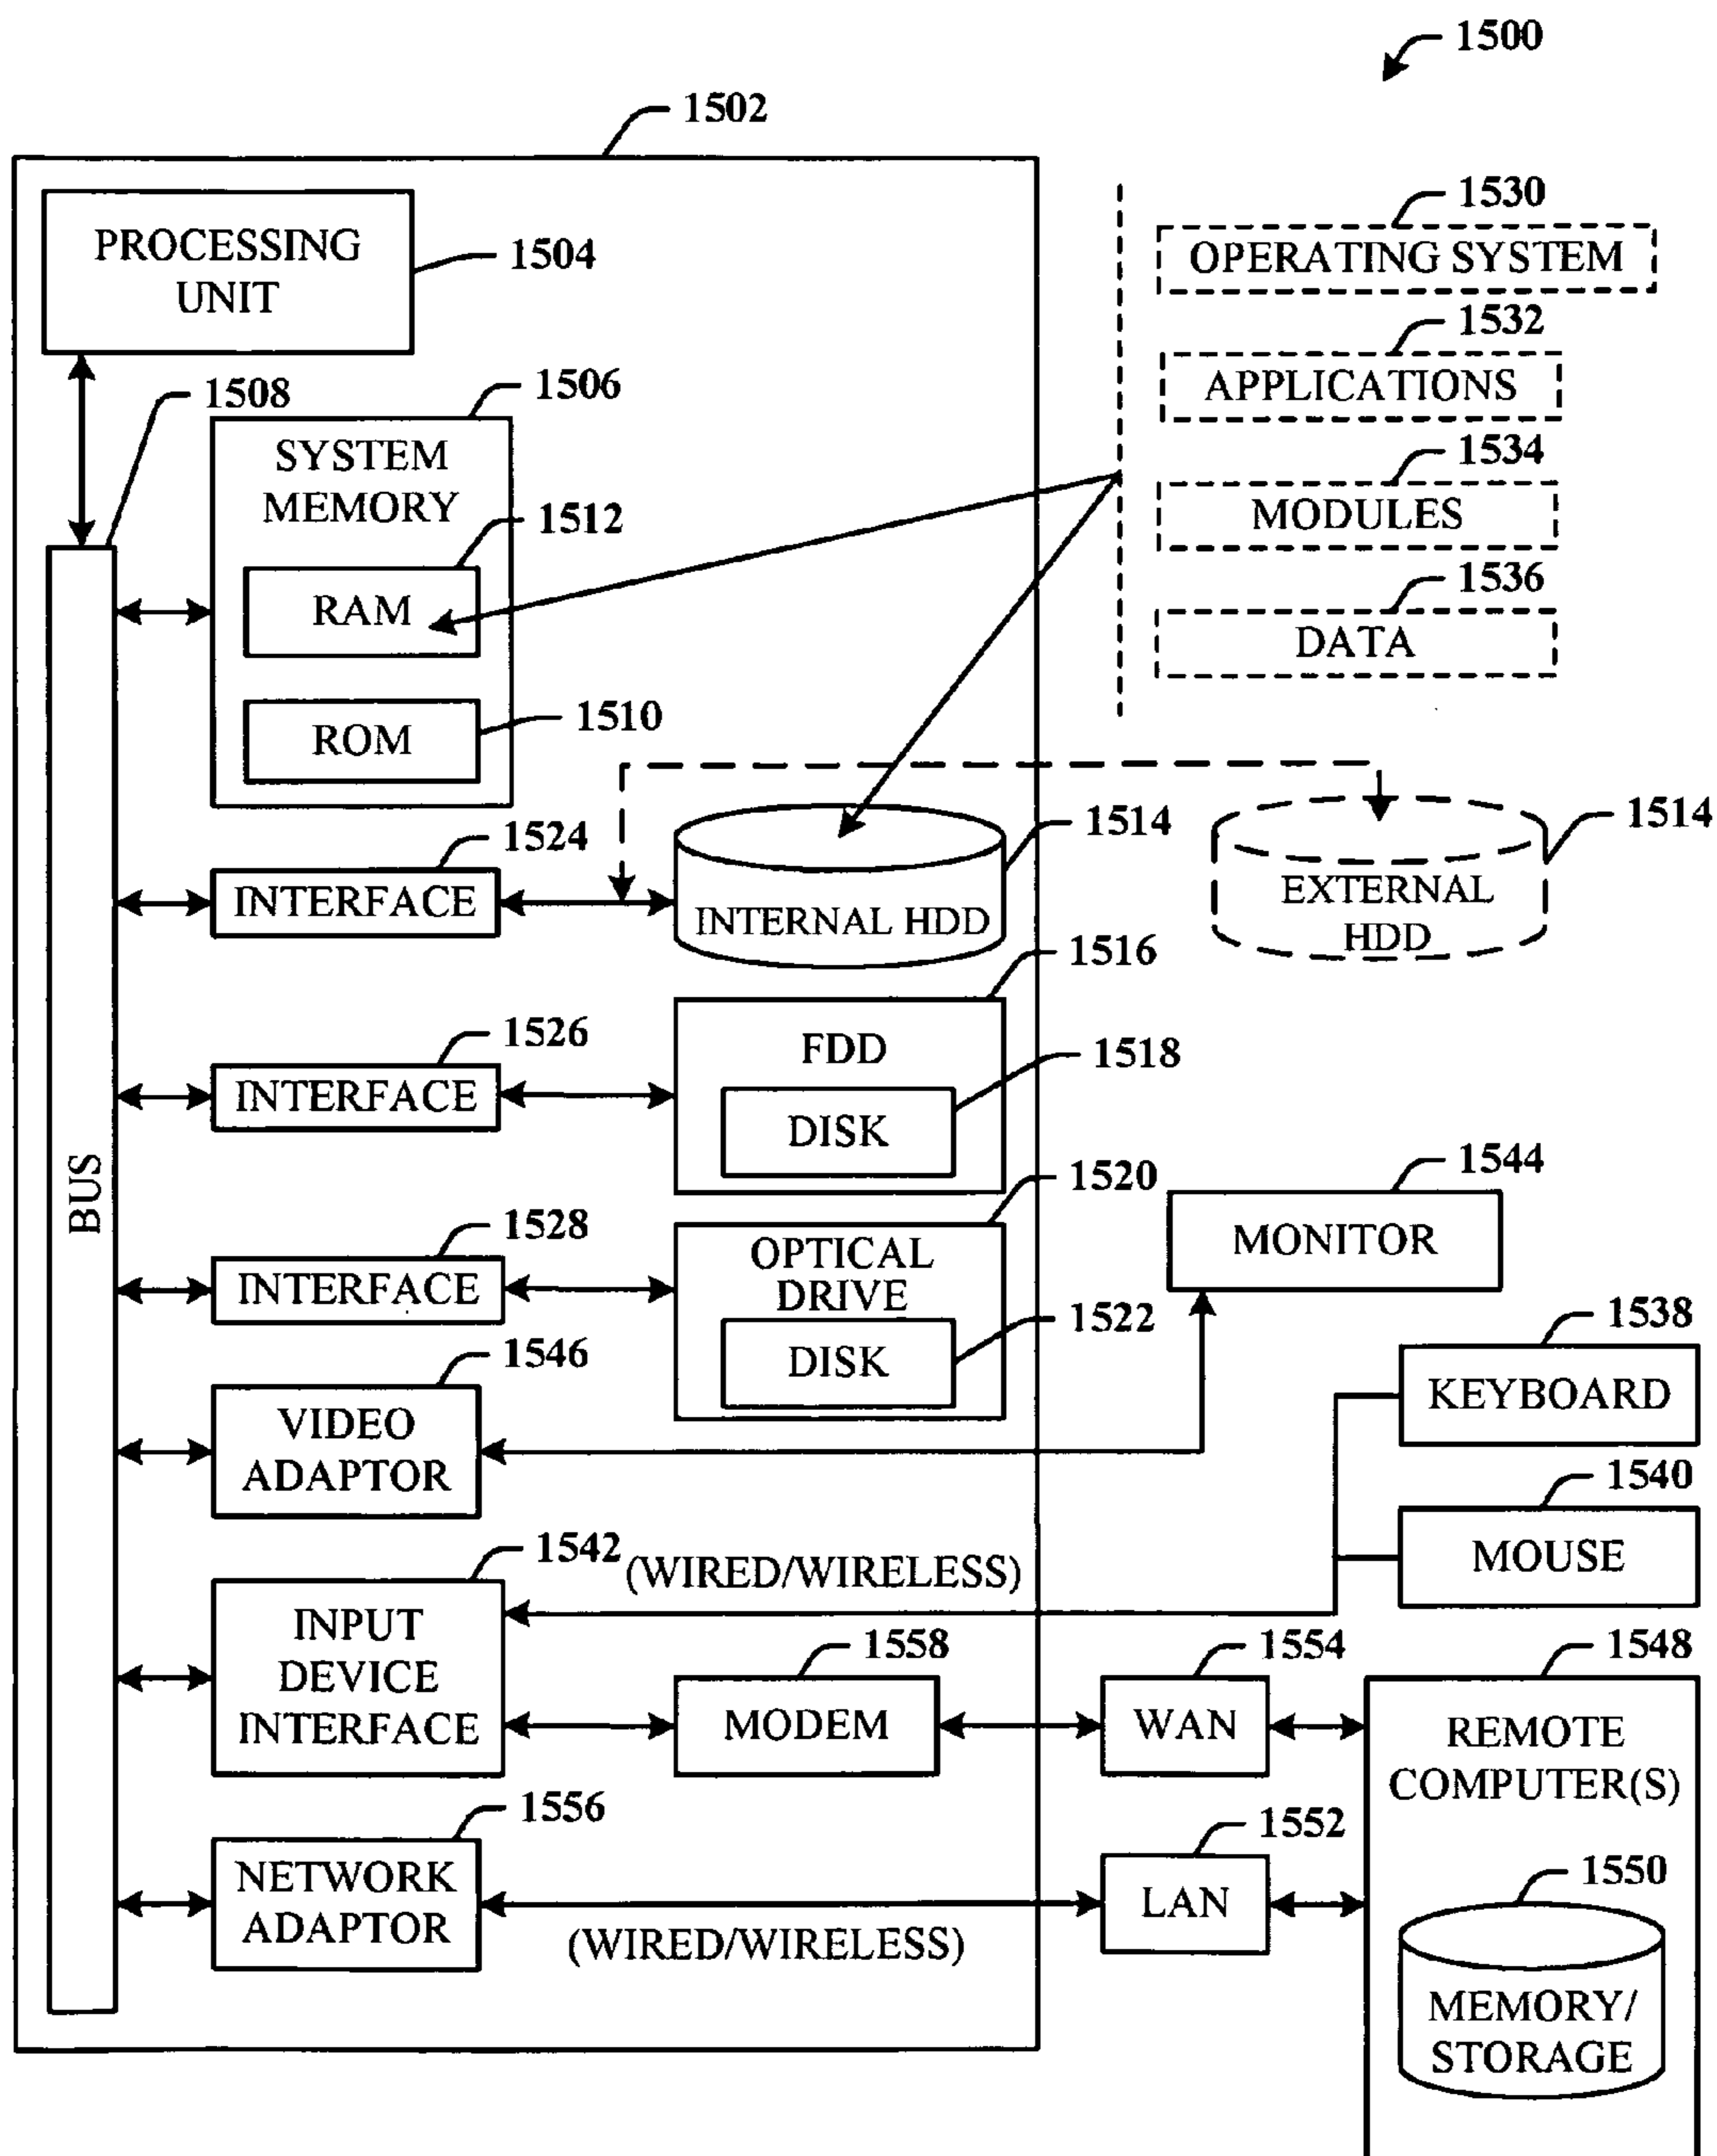 1500
1502
PROCESSING
UNIT
1504
1530
OPERATING SYSTEM
1532
APPLICATIONS
1534
MODULES
1536
DATA
1508
1506
SYSTEM
MEMORY
1512
RAM
1510
ROM
1524
INTERFACE
1514
INTERNAL HDD
1514
EXTERNAL
HDD
1516
FDD
1518
DISK
1526
INTERFACE
BUS
1520
OPTICAL
DRIVE
1522
DISK
1528
INTERFACE
1544
MONITOR
1546
VIDEO
ADAPTOR
1538
KEYBOARD
1540
MOUSE
1542
(WIRED/WIRELESS)
INPUT
DEVICE
INTERFACE
1558
MODEM
1554
WAN
1548
REMOTE
COMPUTER(S)
1556
NETWORK
ADAPTOR
(WIRED/WIRELESS)
1552
LAN
1550
MEMORY/
STORAGE